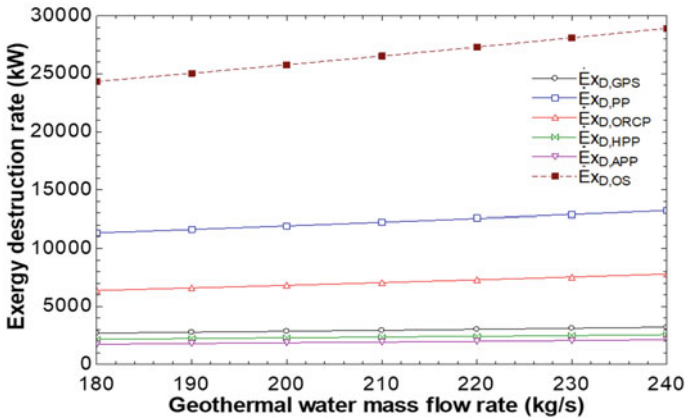 Exergy destruction rate (kW)
30000
25000
20000
15000
10000
5000
0
ĖxD,GPS
ĖxD,PP
ĖxD,ORCP
ĖxD,HPP
ĖxD,APP
ĖxD,OS
180 190 200 210 220 230 240
Geothermal water mass flow rate (kg/s)